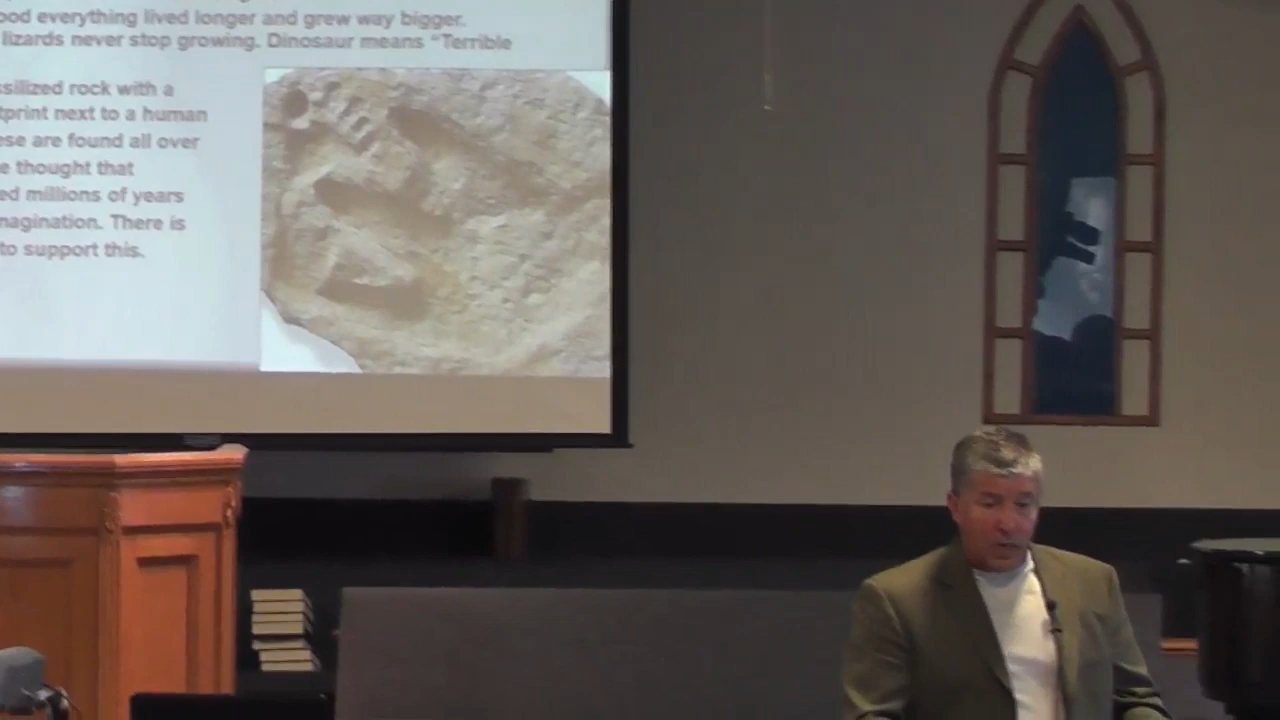 ood everything lived longer and grew way bigger.
lizards never stop growing. Dinosaur means “Terrible
ssilized rock with a
tprint next to a human
ese are found all over
e thought that
ed millions of years
magination. There is
to support this.